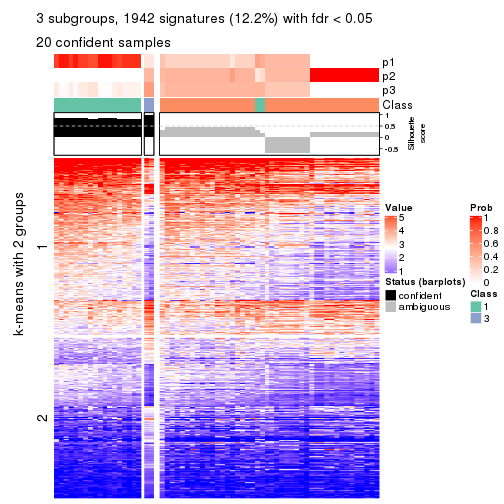 3 subgroups, 1942 signatures (12.2%) with fdr < 0.05
20 confident samples
p1
p2
p3
Class
1
0.5
0
-0.5
Silhouette
score
k-means with 2 groups
1
2
Value
5
4
3
2
1
Status (barplots)
confident
ambiguous
Prob
1
0.8
0.6
0.4
0.2
0
Class
1
3